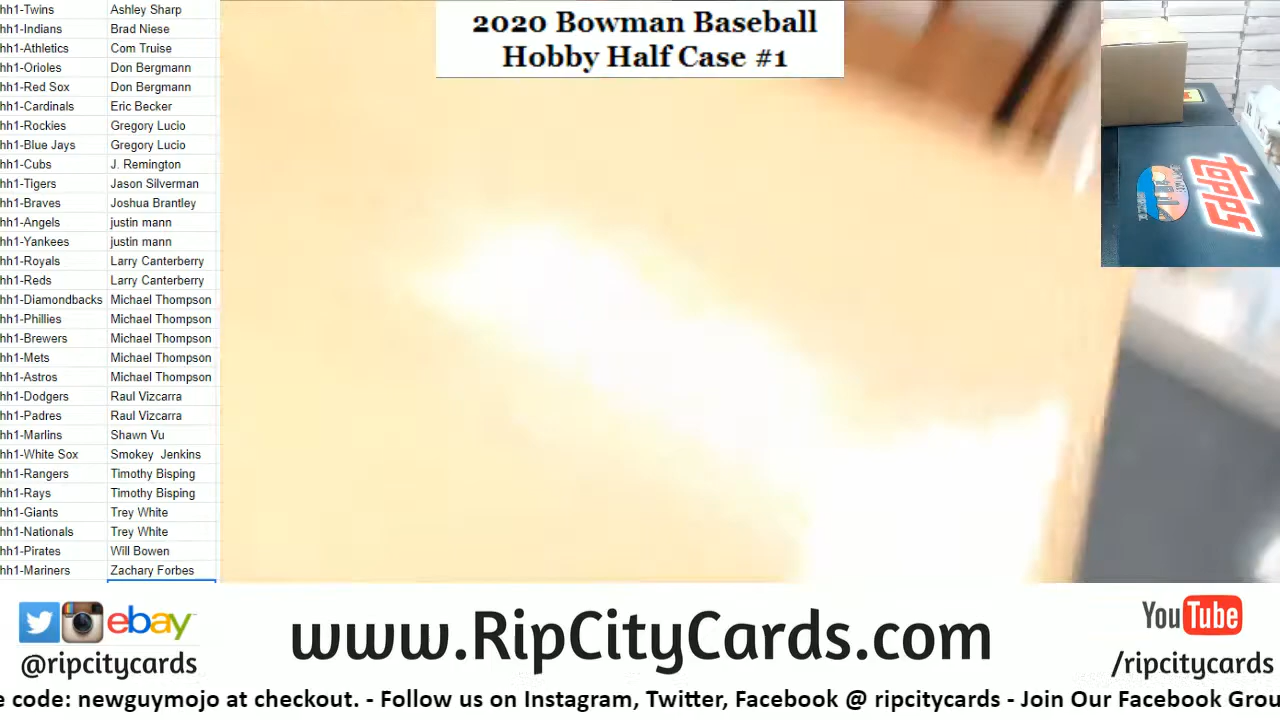 2020 Bowman Baseball
Hobby Half Case #1
hh1-Twins Ashley Sharp
hh1-Indians Brad Niese
hh1-Athletics Com Truise
hh1-Orioles Don Bergmann
hh1-Red Sox Don Bergmann
hh1-Cardinals Eric Becker
hh1-Rockies Gregory Lucio
hh1-Blue Jays Gregory Lucio
hh1-Cubs J. Remington
hh1-Tigers Jason Silverman
hh1-Braves Joshua Brantley
hh1-Angels justin mann
hh1-Yankees justin mann
hh1-Royals Larry Canterberry
hh1-Reds Larry Canterberry
hh1-Diamondbacks Michael Thompson
hh1-Phillies Michael Thompson
hh1-Brewers Michael Thompson
hh1-Mets Michael Thompson
hh1-Astros Michael Thompson
hh1-Dodgers Raul Vizcarra
hh1-Padres Raul Vizcarra
hh1-Marlins Shawn Vu
hh1-White Sox Smokey Jenkins
hh1-Rangers Timothy Bisping
hh1-Rays Timothy Bisping
hh1-Giants Trey White
hh1-Nationals Trey White
hh1-Pirates Will Bowen
hh1-Mariners Zachary Forbes
topps
ebay
@ripcitycards
www.RipCityCards.com
YouTube
/ripcitycards
e code: newguymojo at checkout. - Follow us on Instagram, Twitter, Facebook @ ripcitycards - Join Our Facebook Grou